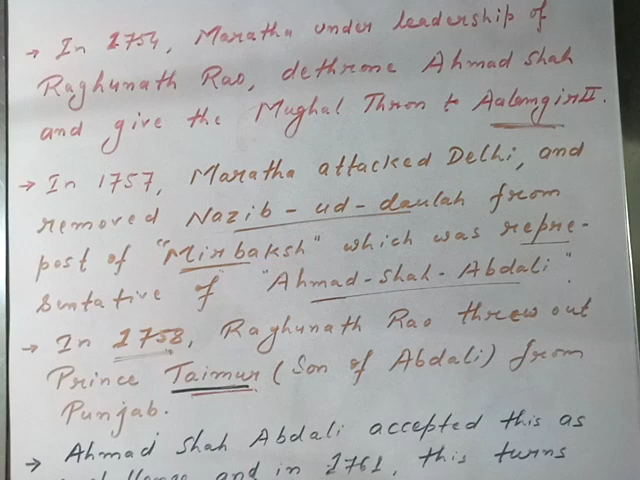 → In 1754, Maratha under leadership of
Raghunath Rao, dethrone Ahmad Shah
and give the Mughal Thron to Aalamgir II.
→ In 1757, Maratha attacked Delhi, and
removed Nazib-ud-daulah from
post of "Mirbaksh" which was repre-
sentative of "Ahmad-Shah-Abdali".
→ In 1758, Raghunath Rao threw out
Prince Taimur (Son of Abdali) from
Punjab.
→ Ahmad Shah Abdali accepted this as
and in 1761, this turns